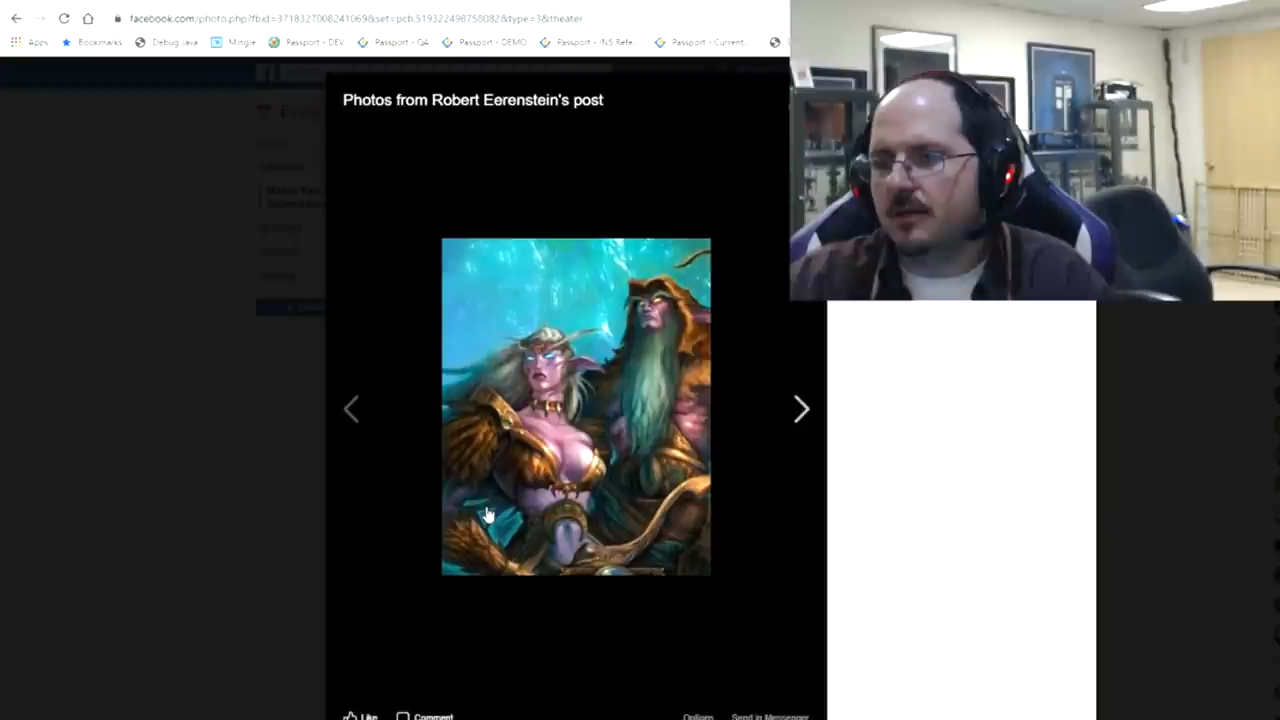 facebook.com/photo.php?fbid=3718327008241069&set=pcb.519322498758082&type=3&theater
Apps Bookmarks Debug Java Mingle Passport - DEV Passport - QA Passport - DEMO Passport - INS Refe... Passport - Current...
Photos from Robert Eerenstein's post
Like Comment Options Send in Messenger